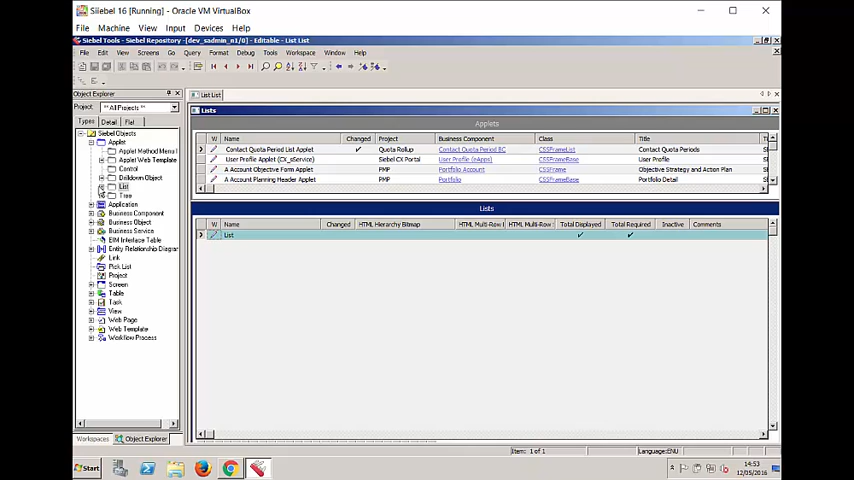 Siiebel 16 [Running] - Oracle VM VirtualBox
File Machine View Input Devices Help
Siebel Tools - Siebel Repository - [dev_sadmin_n1/0] - Editable - List List
File Edit View Screens Go Query Format Debug Tools Workspace Window Help
Object Explorer
Project: ** All Projects **
Types Detail Flat
Siebel Objects
Applet
Applet Method Menu I
Applet Web Template
Control
Drilldown Object
List
Tree
Application
Business Component
Business Object
Business Service
EIM Interface Table
Entity Relationship Diagra
Link
Pick List
Project
Screen
Table
Task
View
Web Page
Web Template
Workflow Process
Workspaces Object Explorer
List List
Lists
Applets
W Name Changed Project Business Component Class Title
Contact Quota Period List Applet Quota Rollup Contact Quota Period BC CSSFrameList Contact Quota Periods
User Profile Applet (CX_sService) Siebel CX Portal User Profile (eApps) CSSFrameBase User Profile
A Account Objective Form Applet PMP Portfolio Account CSSFrame Objective Strategy and Action Plan
A Account Planning Header Applet PMP Portfolio CSSFrameBase Portfolio Detail
Lists
W Name Changed HTML Hierarchy Bitmap HTML Multi-Row HTML Multi-Row Total Displayed Total Required Inactive Comments
List
Item: 1 of 1 Language:ENU
Start
14:53
12/05/2016